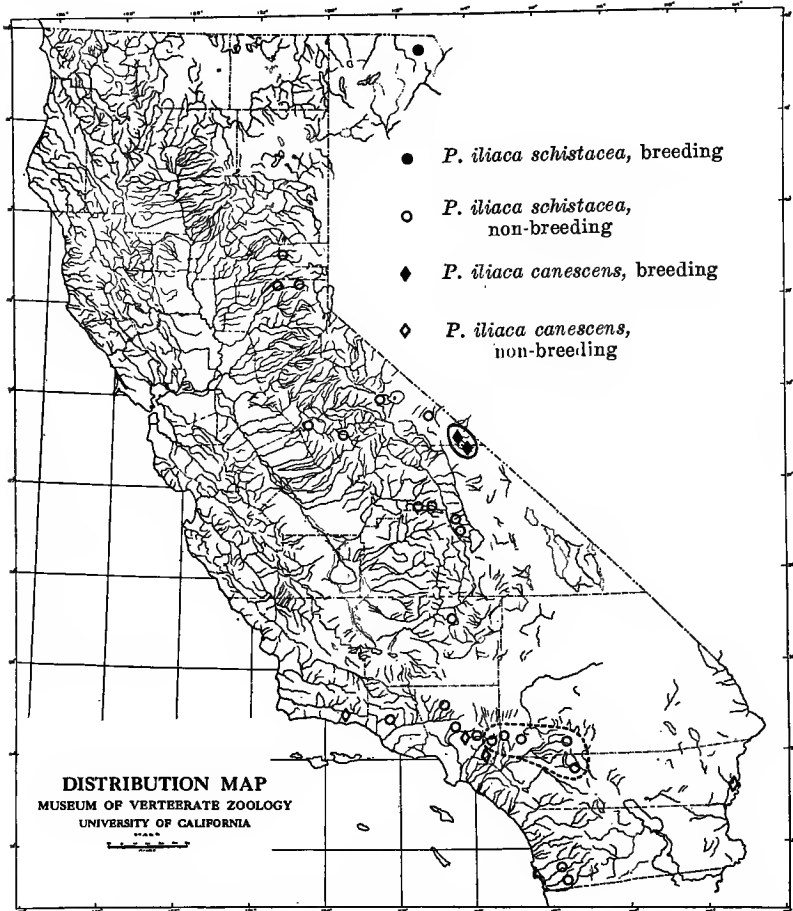 P. iliaca schistacea, breeding
P. iliaca schistacea,
non-breeding
P. iliaca canescens, breeding
P. iliaca canescens,
non-breeding
DISTRIBUTION MAP
MUSEUM OF VERTEBRATE ZOOLOGY
UNIVERSITY OF CALIFORNIA